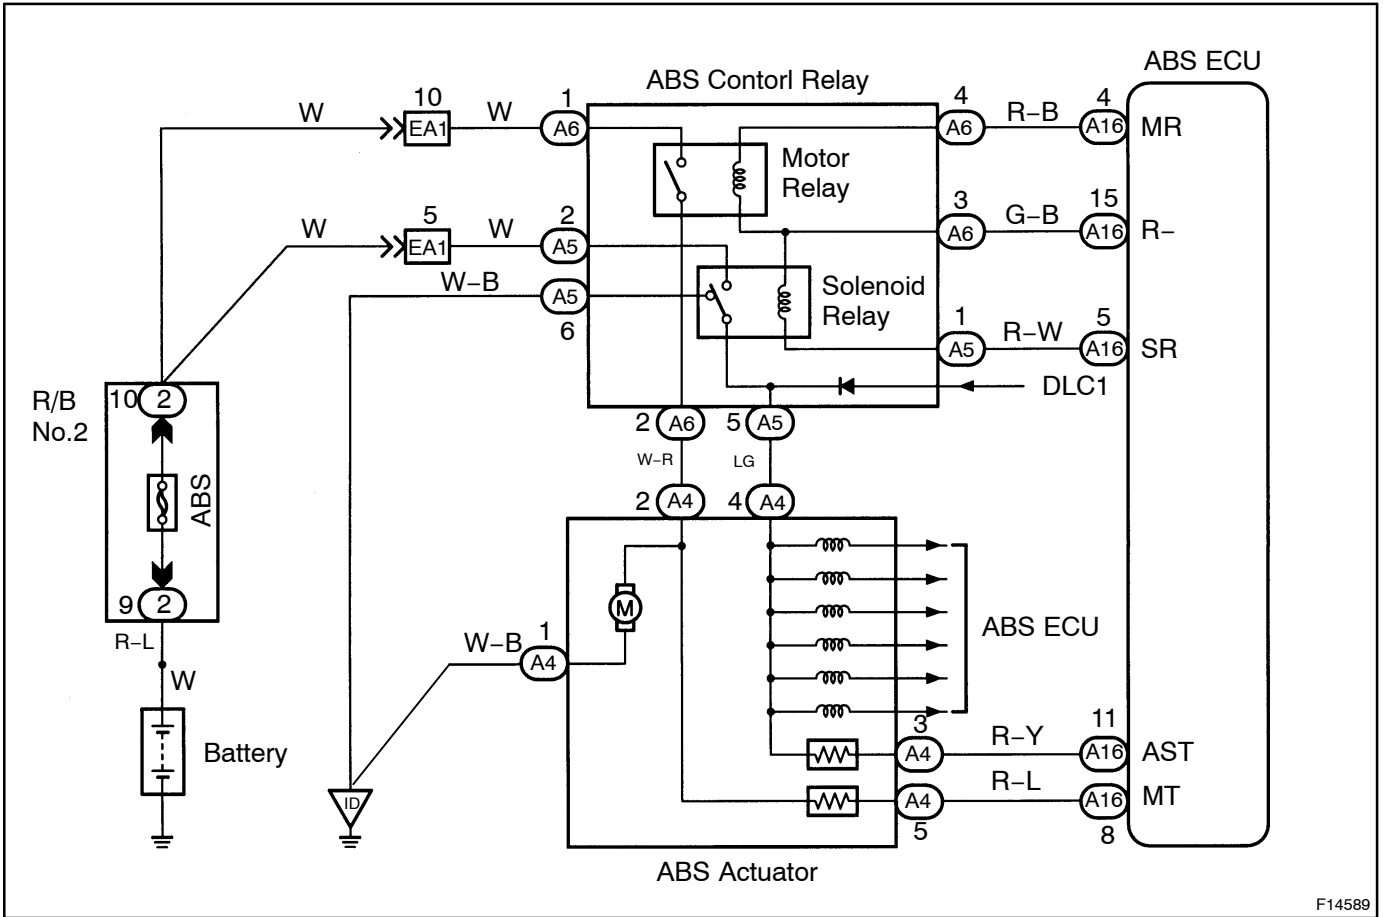 ABS ECU
ABS Contorl Relay
10
1
4
4
W
EA1
W
A6
A6
R-B
A16
MR
Motor
Relay
5
2
3
15
W
EA1
W
A5
A6
G-B
A16
R-
W-B
A5
6
Solenoid
Relay
1
5
A5
R-W
A16
SR
DLC1
R/B
No.2
10
2
ABS
9
2
R-L
W
Battery
2
A6
5
A5
W-R
LG
2
A4
4
A4
M
ABS ECU
W-B
1
A4
ID
3
A4
R-Y
11
A16
AST
A4
5
R-L
A16
8
MT
ABS Actuator
F14589